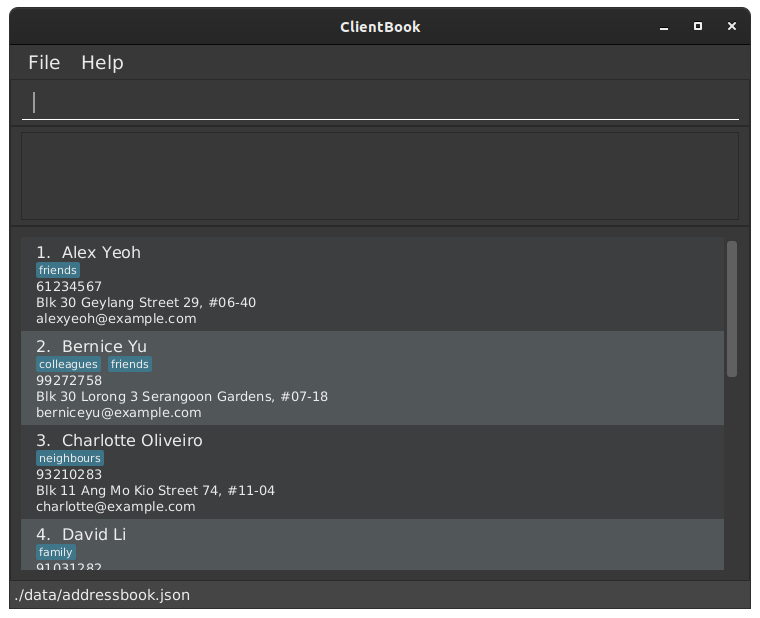 ClientBook
File Help
1. Alex Yeoh
friends
61234567
Blk 30 Geylang Street 29, #06-40
alexyeoh@example.com
2. Bernice Yu
colleagues friends
99272758
Blk 30 Lorong 3 Serangoon Gardens, #07-18
berniceyu@example.com
3. Charlotte Oliveiro
neighbours
93210283
Blk 11 Ang Mo Kio Street 74, #11-04
charlotte@example.com
4. David Li
family
91031282
./data/addressbook.json